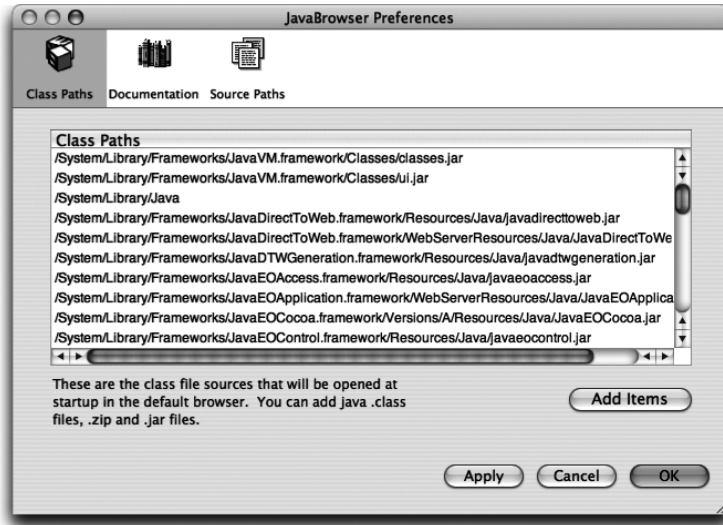 JavaBrowser Preferences
Class Paths Documentation Source Paths
Class Paths
/System/Library/Frameworks/JavaVM.framework/Classes/classes.jar
/System/Library/Frameworks/JavaVM.framework/Classes/ui.jar
/System/Library/Java
/System/Library/Frameworks/JavaDirectToWeb.framework/Resources/Java/javadirecttoweb.jar
/System/Library/Frameworks/JavaDirectToWeb.framework/WebServerResources/Java/JavaDirectToWe
/System/Library/Frameworks/JavaDTWGeneration.framework/Resources/Java/javadtwgeneration.jar
/System/Library/Frameworks/JavaEOAccess.framework/Resources/Java/javaeoaccess.jar
/System/Library/Frameworks/JavaEOApplication.framework/WebServerResources/Java/JavaEOApplica
/System/Library/Frameworks/JavaEOCocoa.framework/Versions/A/Resources/Java/JavaEOCocoa.jar
/System/Library/Frameworks/JavaEOControl.framework/Resources/Java/javaeocontrol.jar
These are the class file sources that will be opened at
startup in the default browser. You can add java .class
files, .zip and .jar files.
Add Items
Apply Cancel OK